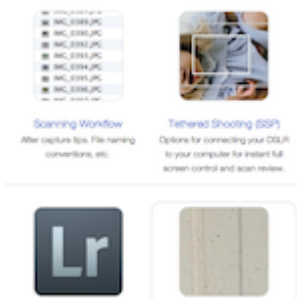 IMG_0389.JPG
IMG_0390.JPG
IMG_0392.JPG
IMG_0393.JPG
IMG_0394.JPG
IMG_0395.JPG
IMG_0396.JPG
Scanning Workflow
After capture tips. File naming
conventions, etc.
Tethered Shooting (SSP)
Options for connecting your DSLR
to your computer for instant full
screen control and scan review.
Lr